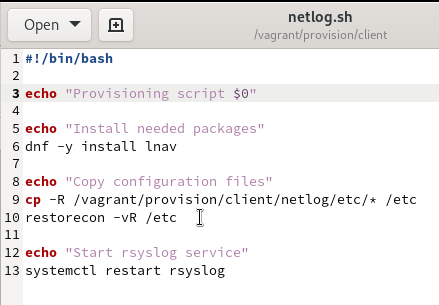 Open
netlog.sh
/vagrant/provision/client
1 #!/bin/bash
2
3 echo "Provisioning script $0"
4
5 echo "Install needed packages"
6 dnf -y install lnav
7
8 echo "Copy configuration files"
9 cp -R /vagrant/provision/client/netlog/etc/* /etc
10 restorecon -vR /etc
11
12 echo "Start rsyslog service"
13 systemctl restart rsyslog